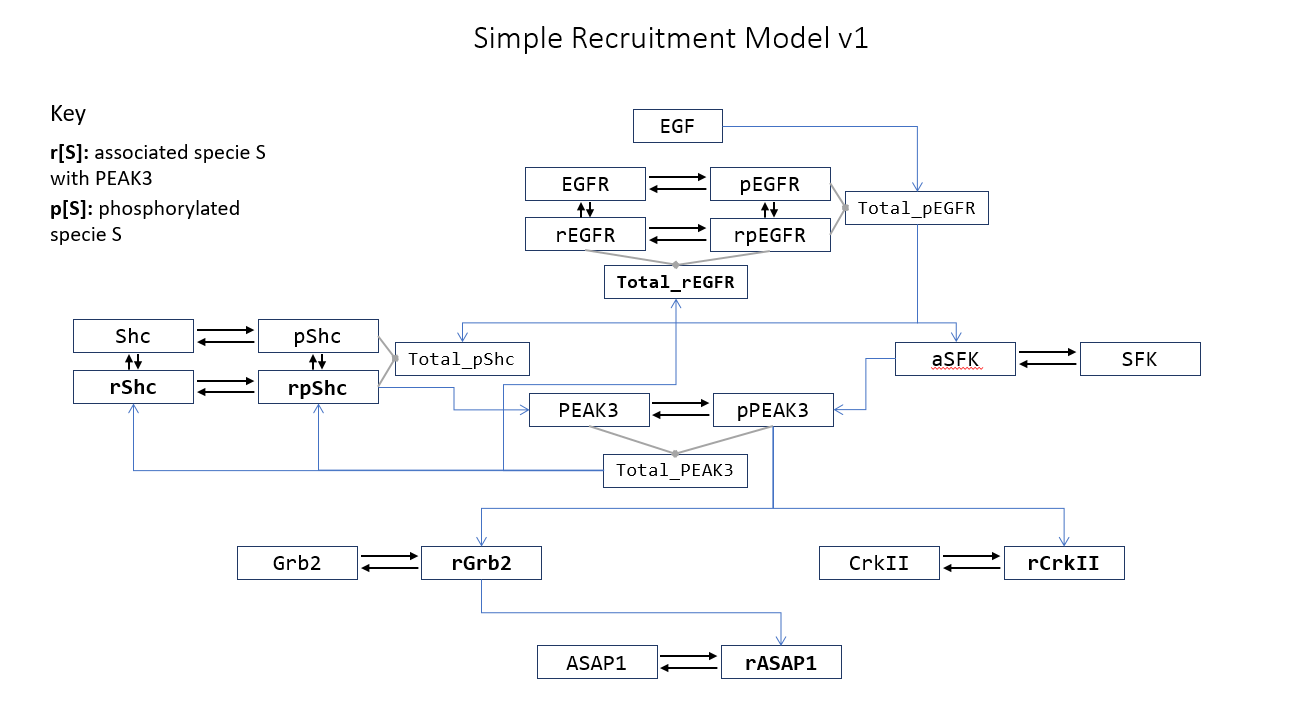 Simple Recruitment Model v1
Key
r[S]: associated specie S
with PEAK3
p[S]: phosphorylated
specie S
EGF
EGFR
pEGFR
Total_pEGFR
rEGFR
rpEGFR
Total_rEGFR
Shc
pShc
Total_pShc
aSFK
SFK
rShc
rpShc
PEAK3
pPEAK3
Total_PEAK3
Grb2
rGrb2
CrkII
rCrkII
ASAP1
rASAP1